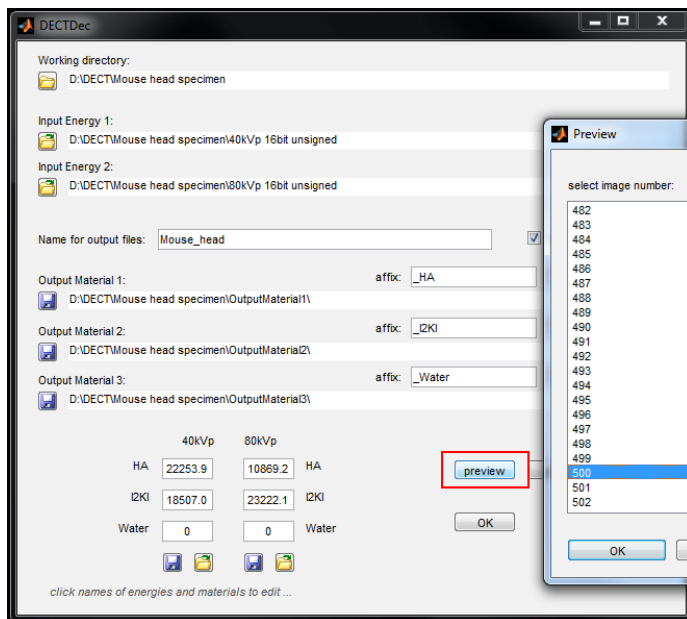 DECTDec
Working directory:
D:\DECT\Mouse head specimen
Input Energy 1:
D:\DECT\Mouse head specimen\40kVp 16bit unsigned
Input Energy 2:
D:\DECT\Mouse head specimen\80kVp 16bit unsigned
Name for output files: Mouse_head
Output Material 1: affix: _HA
D:\DECT\Mouse head specimen\OutputMaterial1\
Output Material 2: affix: _I2KI
D:\DECT\Mouse head specimen\OutputMaterial2\
Output Material 3: affix: _Water
D:\DECT\Mouse head specimen\OutputMaterial3\
40kVp 80kVp
HA 22253.9 10869.2 HA
I2KI 18507.0 23222.1 I2KI
Water 0 0 Water
click names of energies and materials to edit ...
preview
OK
Preview
select image number:
482
483
484
485
486
487
488
489
490
491
492
493
494
495
496
497
498
499
500
501
502
OK